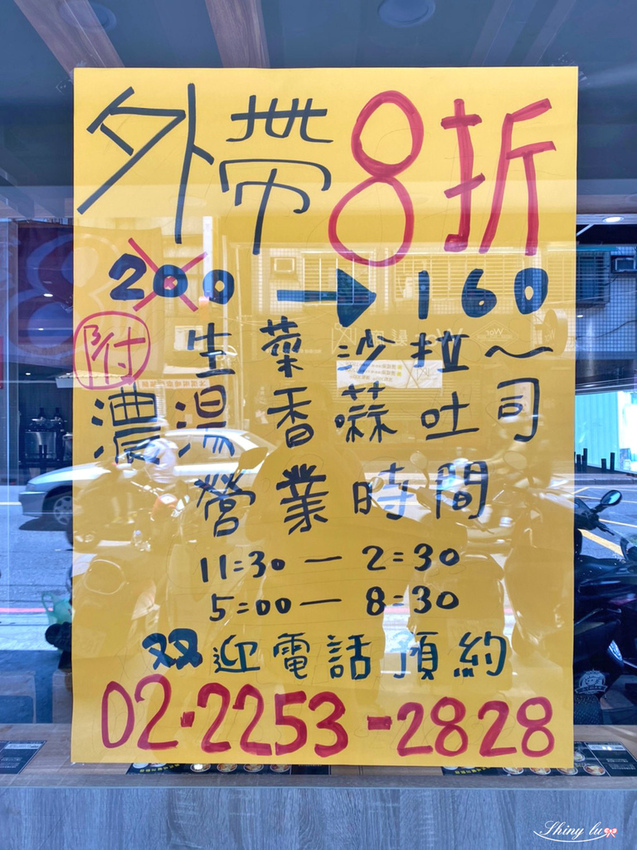 外帶8折
200 → 160
附 生菜沙拉~
濃湯香蒜吐司
營業時間
11:30 — 2:30
5:00 — 8:30
双迎電話預約
02-2253-2828
Shiny lu